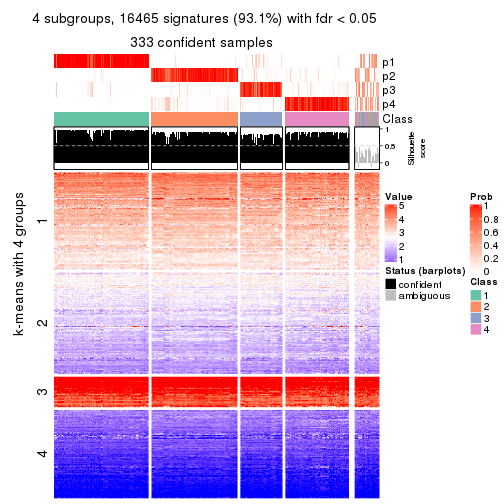 4 subgroups, 16465 signatures (93.1%) with fdr < 0.05
333 confident samples
p1
p2
p3
p4
Class
1
0.5
0
Silhouette
score
k-means with 4 groups
1
2
3
4
Value
5
4
3
2
1
Status (barplots)
confident
ambiguous
Prob
1
0.8
0.6
0.4
0.2
0
Class
1
2
3
4